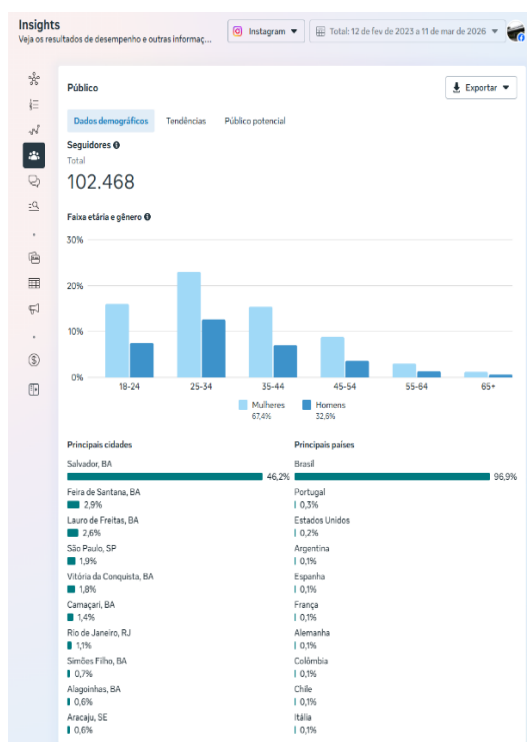 Insights
Veja os resultados de desempenho e outras informaç...
Instagram
Total: 12 de fev de 2023 a 11 de mar de 2026
Público
Exportar
Dados demográficos Tendências Público potencial
Seguidores
Total
102.468
Faixa etária e gênero
30%
20%
10%
0%
18-24 25-34 35-44 45-54 55-64 65+
Mulheres Homens
67,4% 32,6%
Principais cidades
Salvador, BA
46,2%
Feira de Santana, BA
2,9%
Lauro de Freitas, BA
2,6%
São Paulo, SP
1,9%
Vitória da Conquista, BA
1,8%
Camaçari, BA
1,4%
Rio de Janeiro, RJ
1,1%
Simões Filho, BA
0,7%
Alagoinhas, BA
0,6%
Aracaju, SE
0,6%
Principais países
Brasil
96,9%
Portugal
0,3%
Estados Unidos
0,2%
Argentina
0,1%
Espanha
0,1%
França
0,1%
Alemanha
0,1%
Colômbia
0,1%
Chile
0,1%
Itália
0,1%